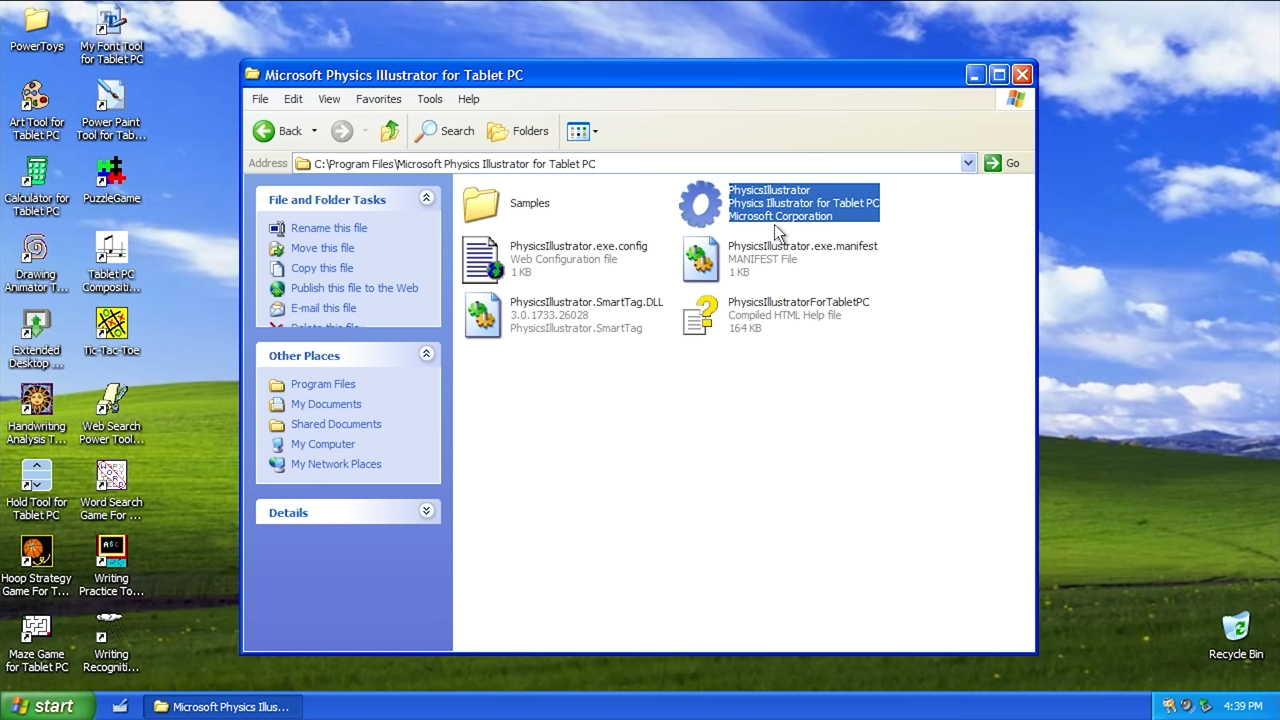 PowerToys
My Font Tool
for Tablet PC
Art Tool for
Tablet PC
Power Paint
Tool for Tab...
Calculator for
Tablet PC
PuzzleGame
Drawing
Animator T...
Tablet PC
Compositi...
Extended
Desktop ...
Tic-Tac-Toe
Handwriting
Analysis T...
Web Search
Power Tool...
Hold Tool for
Tablet PC
Word Search
Game For ...
Hoop Strategy
Game For T...
Writing
Practice To...
Maze Game
for Tablet PC
Writing
Recogniti...
Microsoft Physics Illustrator for Tablet PC
File Edit View Favorites Tools Help
Back Search Folders
Address C:\Program Files\Microsoft Physics Illustrator for Tablet PC Go
File and Folder Tasks
Rename this file
Move this file
Copy this file
Publish this file to the Web
E-mail this file
Delete this file
Other Places
Program Files
My Documents
Shared Documents
My Computer
My Network Places
Details
Samples
PhysicsIllustrator
Physics Illustrator for Tablet PC
Microsoft Corporation
PhysicsIllustrator.exe.config
Web Configuration file
1 KB
PhysicsIllustrator.exe.manifest
MANIFEST File
1 KB
PhysicsIllustrator.SmartTag.DLL
3.0.1733.26028
PhysicsIllustrator.SmartTag
PhysicsIllustratorForTabletPC
Compiled HTML Help file
164 KB
Recycle Bin
start
Microsoft Physics Illus...
4:39 PM